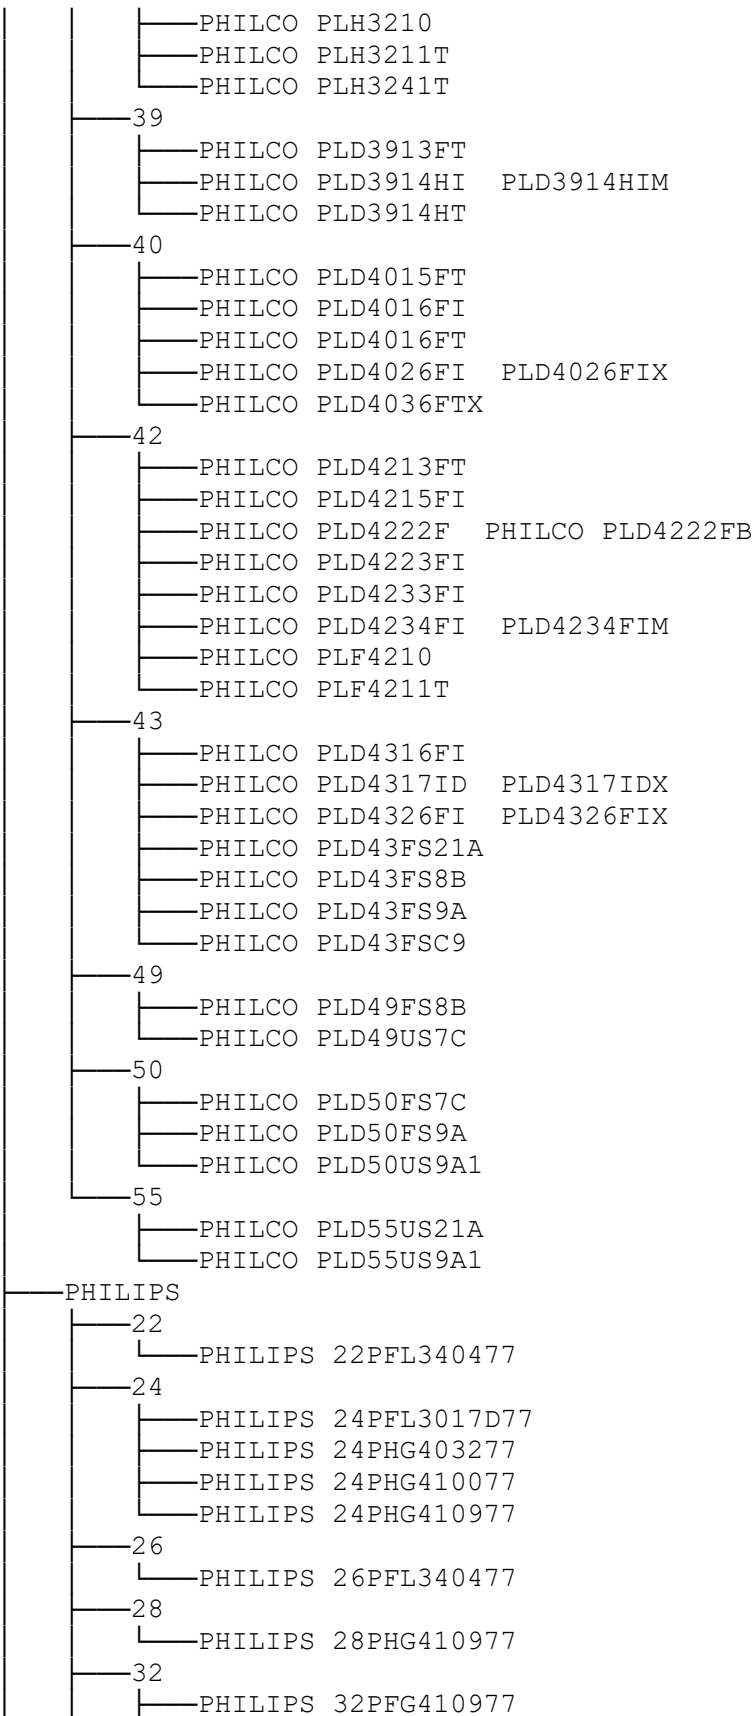 PHILCO PLH3210
PHILCO PLH3211T
PHILCO PLH3241T
39
PHILCO PLD3913FT
PHILCO PLD3914HI  PLD3914HIM
PHILCO PLD3914HT
40
PHILCO PLD4015FT
PHILCO PLD4016FI
PHILCO PLD4016FT
PHILCO PLD4026FI  PLD4026FIX
PHILCO PLD4036FTX
42
PHILCO PLD4213FT
PHILCO PLD4215FI
PHILCO PLD4222F  PHILCO PLD4222FB
PHILCO PLD4223FI
PHILCO PLD4233FI
PHILCO PLD4234FI  PLD4234FIM
PHILCO PLF4210
PHILCO PLF4211T
43
PHILCO PLD4316FI
PHILCO PLD4317ID  PLD4317IDX
PHILCO PLD4326FI  PLD4326FIX
PHILCO PLD43FS21A
PHILCO PLD43FS8B
PHILCO PLD43FS9A
PHILCO PLD43FSC9
49
PHILCO PLD49FS8B
PHILCO PLD49US7C
50
PHILCO PLD50FS7C
PHILCO PLD50FS9A
PHILCO PLD50US9A1
55
PHILCO PLD55US21A
PHILCO PLD55US9A1
PHILIPS
22
PHILIPS 22PFL340477
24
PHILIPS 24PFL3017D77
PHILIPS 24PHG403277
PHILIPS 24PHG410077
PHILIPS 24PHG410977
26
PHILIPS 26PFL340477
28
PHILIPS 28PHG410977
32
PHILIPS 32PFG410977